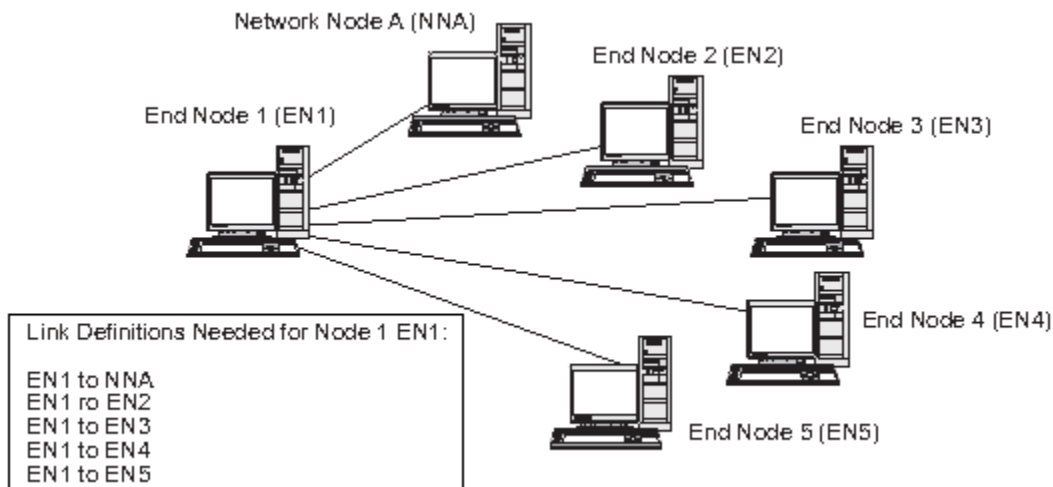 Network Node A (NNA)
End Node 2 (EN2)
End Node 1 (EN1)
End Node 3 (EN3)
End Node 4 (EN4)
End Node 5 (EN5)
Link Definitions Needed for Node 1 EN1:
EN1 to NNA
EN1 ro EN2
EN1 to EN3
EN1 to EN4
EN1 to EN5